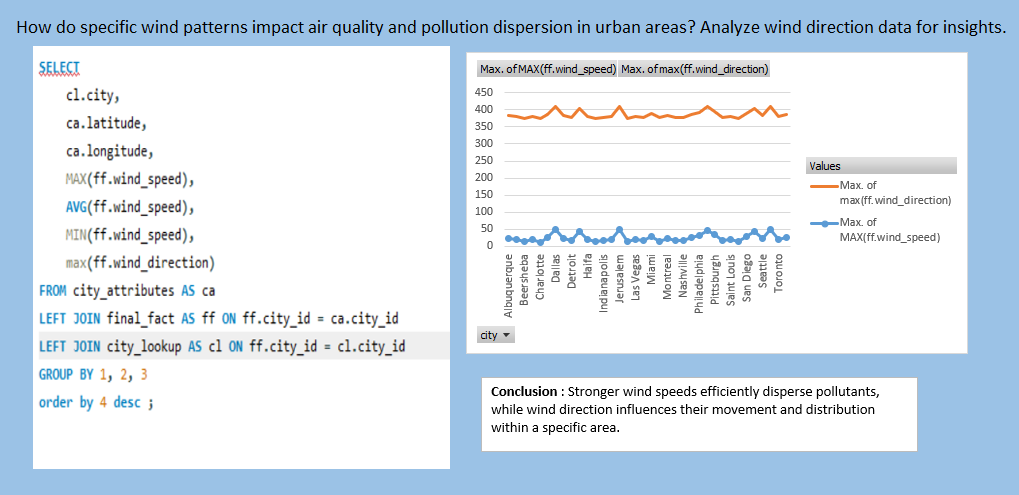 How do specific wind patterns impact air quality and pollution dispersion in urban areas? Analyze wind direction data for insights.
SELECT
cl.city,
ca.latitude,
ca.longitude,
MAX(ff.wind_speed),
AVG(ff.wind_speed),
MIN(ff.wind_speed),
max(ff.wind_direction)
FROM city_attributes AS ca
LEFT JOIN final_fact AS ff ON ff.city_id = ca.city_id
LEFT JOIN city_lookup AS cl ON ff.city_id = cl.city_id
GROUP BY 1, 2, 3
order by 4 desc ;
Max. of MAX(ff.wind_speed) Max. of max(ff.wind_direction)
450
400
350
300
250
200
150
100
50
0
Albuquerque
Beersheba
Charlotte
Dallas
Detroit
Haifa
Indianapolis
Jerusalem
Las Vegas
Miami
Montreal
Nashville
Philadelphia
Pittsburgh
Saint Louis
San Diego
Seattle
Toronto
city
Values
Max. of
max(ff.wind_direction)
Max. of
MAX(ff.wind_speed)
Conclusion : Stronger wind speeds efficiently disperse pollutants,
while wind direction influences their movement and distribution
within a specific area.